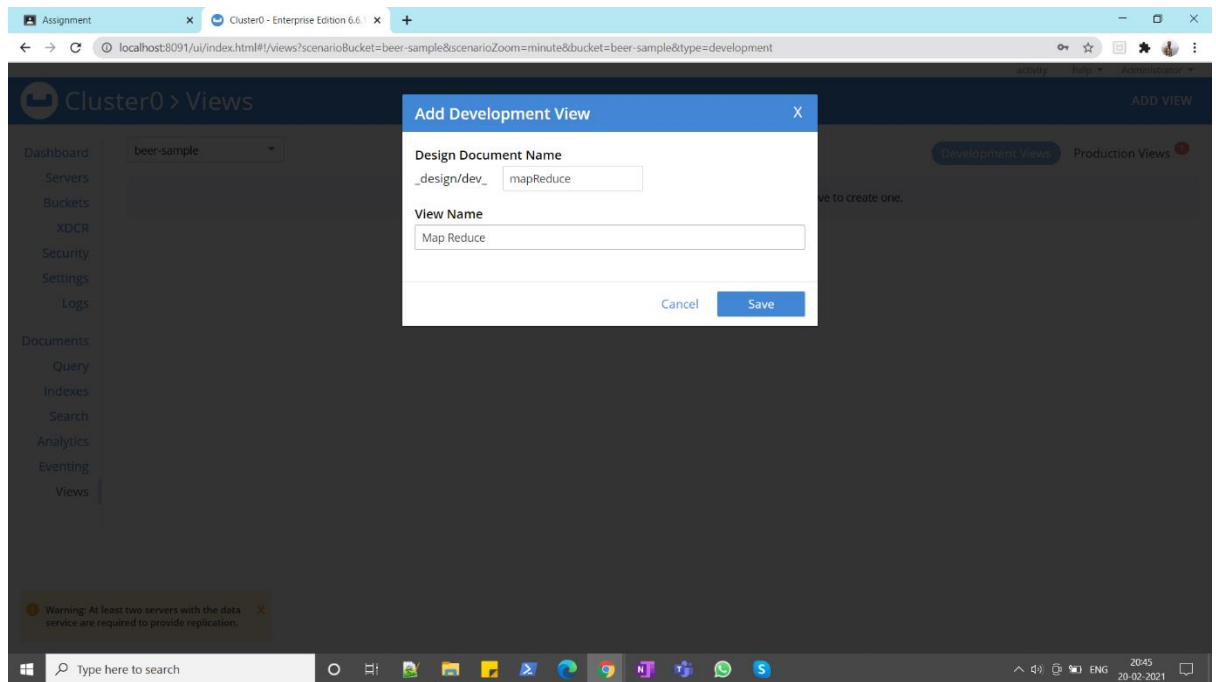 Assignment
Cluster0 - Enterprise Edition 6.6.
localhost:8091/ui/index.html#!/views?scenarioBucket=beer-sample&scenarioZoom=minute&bucket=beer-sample&type=development
activity help Administrator
Cluster0 > Views
ADD VIEW
Add Development View X
Design Document Name
_design/dev_ mapReduce
View Name
Map Reduce
Cancel Save
beer-sample
Development Views Production Views
ve to create one.
Dashboard
Servers
Buckets
XDCR
Security
Settings
Logs
Documents
Query
Indexes
Search
Analytics
Eventing
Views
Warning: At least two servers with the data X
service are required to provide replication.
Type here to search
ENG
20:45
20-02-2021